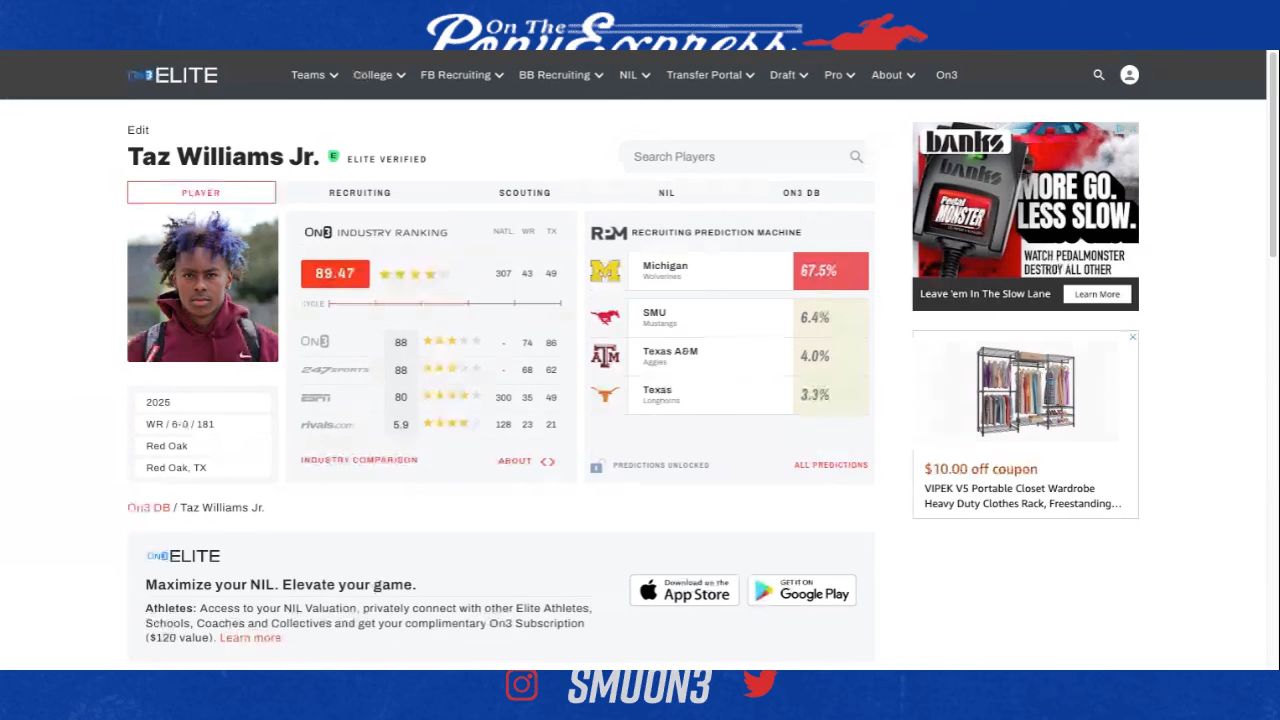 On The
Pony Express
On3 ELITE
Teams College FB Recruiting BB Recruiting NIL Transfer Portal Draft Pro About On3
Edit
Taz Williams Jr. E ELITE VERIFIED
Search Players
PLAYER RECRUITING SCOUTING NIL ON3 DB
On3 INDUSTRY RANKING NATL. WR TX
89.47 307 43 49
CYCLE
On3 88 - 74 86
247SPORTS 88 - 68 62
ESPN 80 300 35 49
rivals.com 5.9 128 23 21
INDUSTRY COMPARISON ABOUT
RPM RECRUITING PREDICTION MACHINE
Michigan
Wolverines
67.5%
SMU
Mustangs
6.4%
ATM
Texas A&M
Aggies
4.0%
Texas
Longhorns
3.3%
PREDICTIONS UNLOCKED ALL PREDICTIONS
2025
WR / 6-0 / 181
Red Oak
Red Oak, TX
On3 DB / Taz Williams Jr.
On3 ELITE
Maximize your NIL. Elevate your game.
Athletes: Access to your NIL Valuation, privately connect with other Elite Athletes,
Schools, Coaches and Collectives and get your complimentary On3 Subscription
($120 value). Learn more
Download on the
App Store
GET IT ON
Google Play
banks
banks
Pedal
MONSTER
MORE GO.
LESS SLOW.
WATCH PEDALMONSTER
DESTROY ALL OTHER
Leave 'em In The Slow Lane Learn More
$10.00 off coupon
VIPEK V5 Portable Closet Wardrobe
Heavy Duty Clothes Rack, Freestanding...
SMUON3